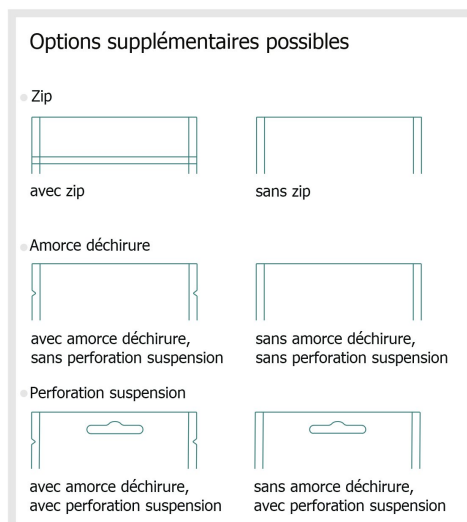 Options supplémentaires possibles
Zip
avec zip
sans zip
Amorce déchirure
avec amorce déchirure,
sans perforation suspension
sans amorce déchirure,
sans perforation suspension
Perforation suspension
avec amorce déchirure,
avec perforation suspension
sans amorce déchirure,
avec perforation suspension